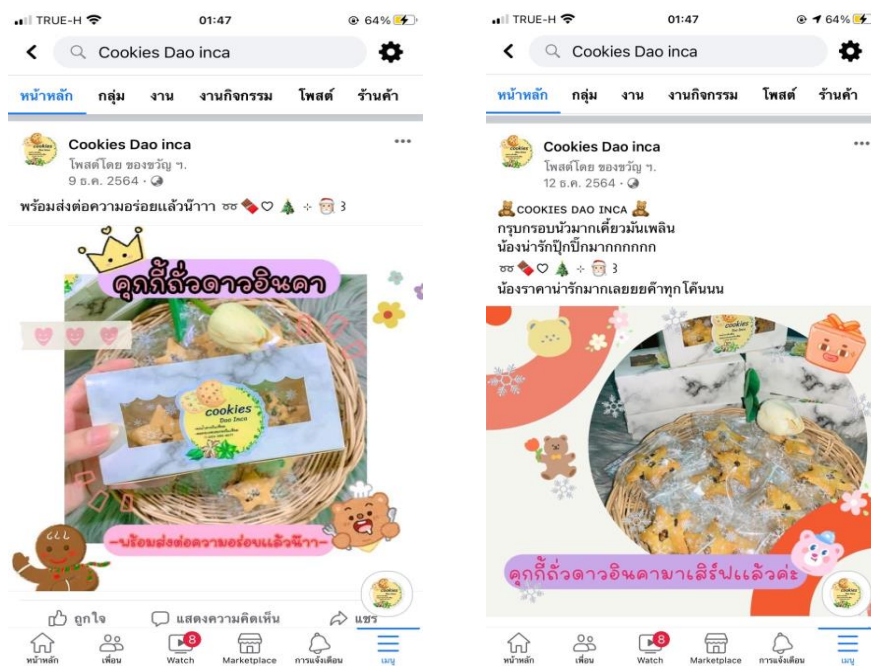 TRUE-H
01:47
64%
Cookies Dao inca
หน้าหลัก กลุ่ม งาน งานกิจกรรม โพสต์ ร้านค้า
Cookies Dao inca
โพสต์โดย ของขวัญ ฯ.
9 ธ.ค. 2564 ·
พร้อมส่งต่อความอร่อยแล้วน๊าาา ➿ 🍫♡ 🎄 ⊹ 🎅 3
คุกกี้ถั่วดาวอินคา
cookies
Dao Inca
-พร้อมส่งต่อความอร่อยแล้วน๊าา-
ถูกใจ แสดงความคิดเห็น แชร์
8
หน้าหลัก เพื่อน Watch Marketplace การแจ้งเตือน เมนู
TRUE-H
01:47
64%
Cookies Dao inca
หน้าหลัก กลุ่ม งาน งานกิจกรรม โพสต์ ร้านค้า
Cookies Dao inca
โพสต์โดย ของขวัญ ฯ.
12 ธ.ค. 2564 ·
🧸COOKIES DAO INCA 🧸
กรุบกรอบนัวมากเคี้ยวมันเพลิน
น้องน่ารักปุ๊กปิ๊กมากกกกกก
➿ 🍫♡ 🎄 ⊹ 🎅 3
น้องราคาน่ารักมากเลยยยค๊าทุกโค๊นนน
cookies
คุกกี้ถั่วดาวอินคามาเสิร์ฟแล้วค่ะ
8
หน้าหลัก เพื่อน Watch Marketplace การแจ้งเตือน เมนู